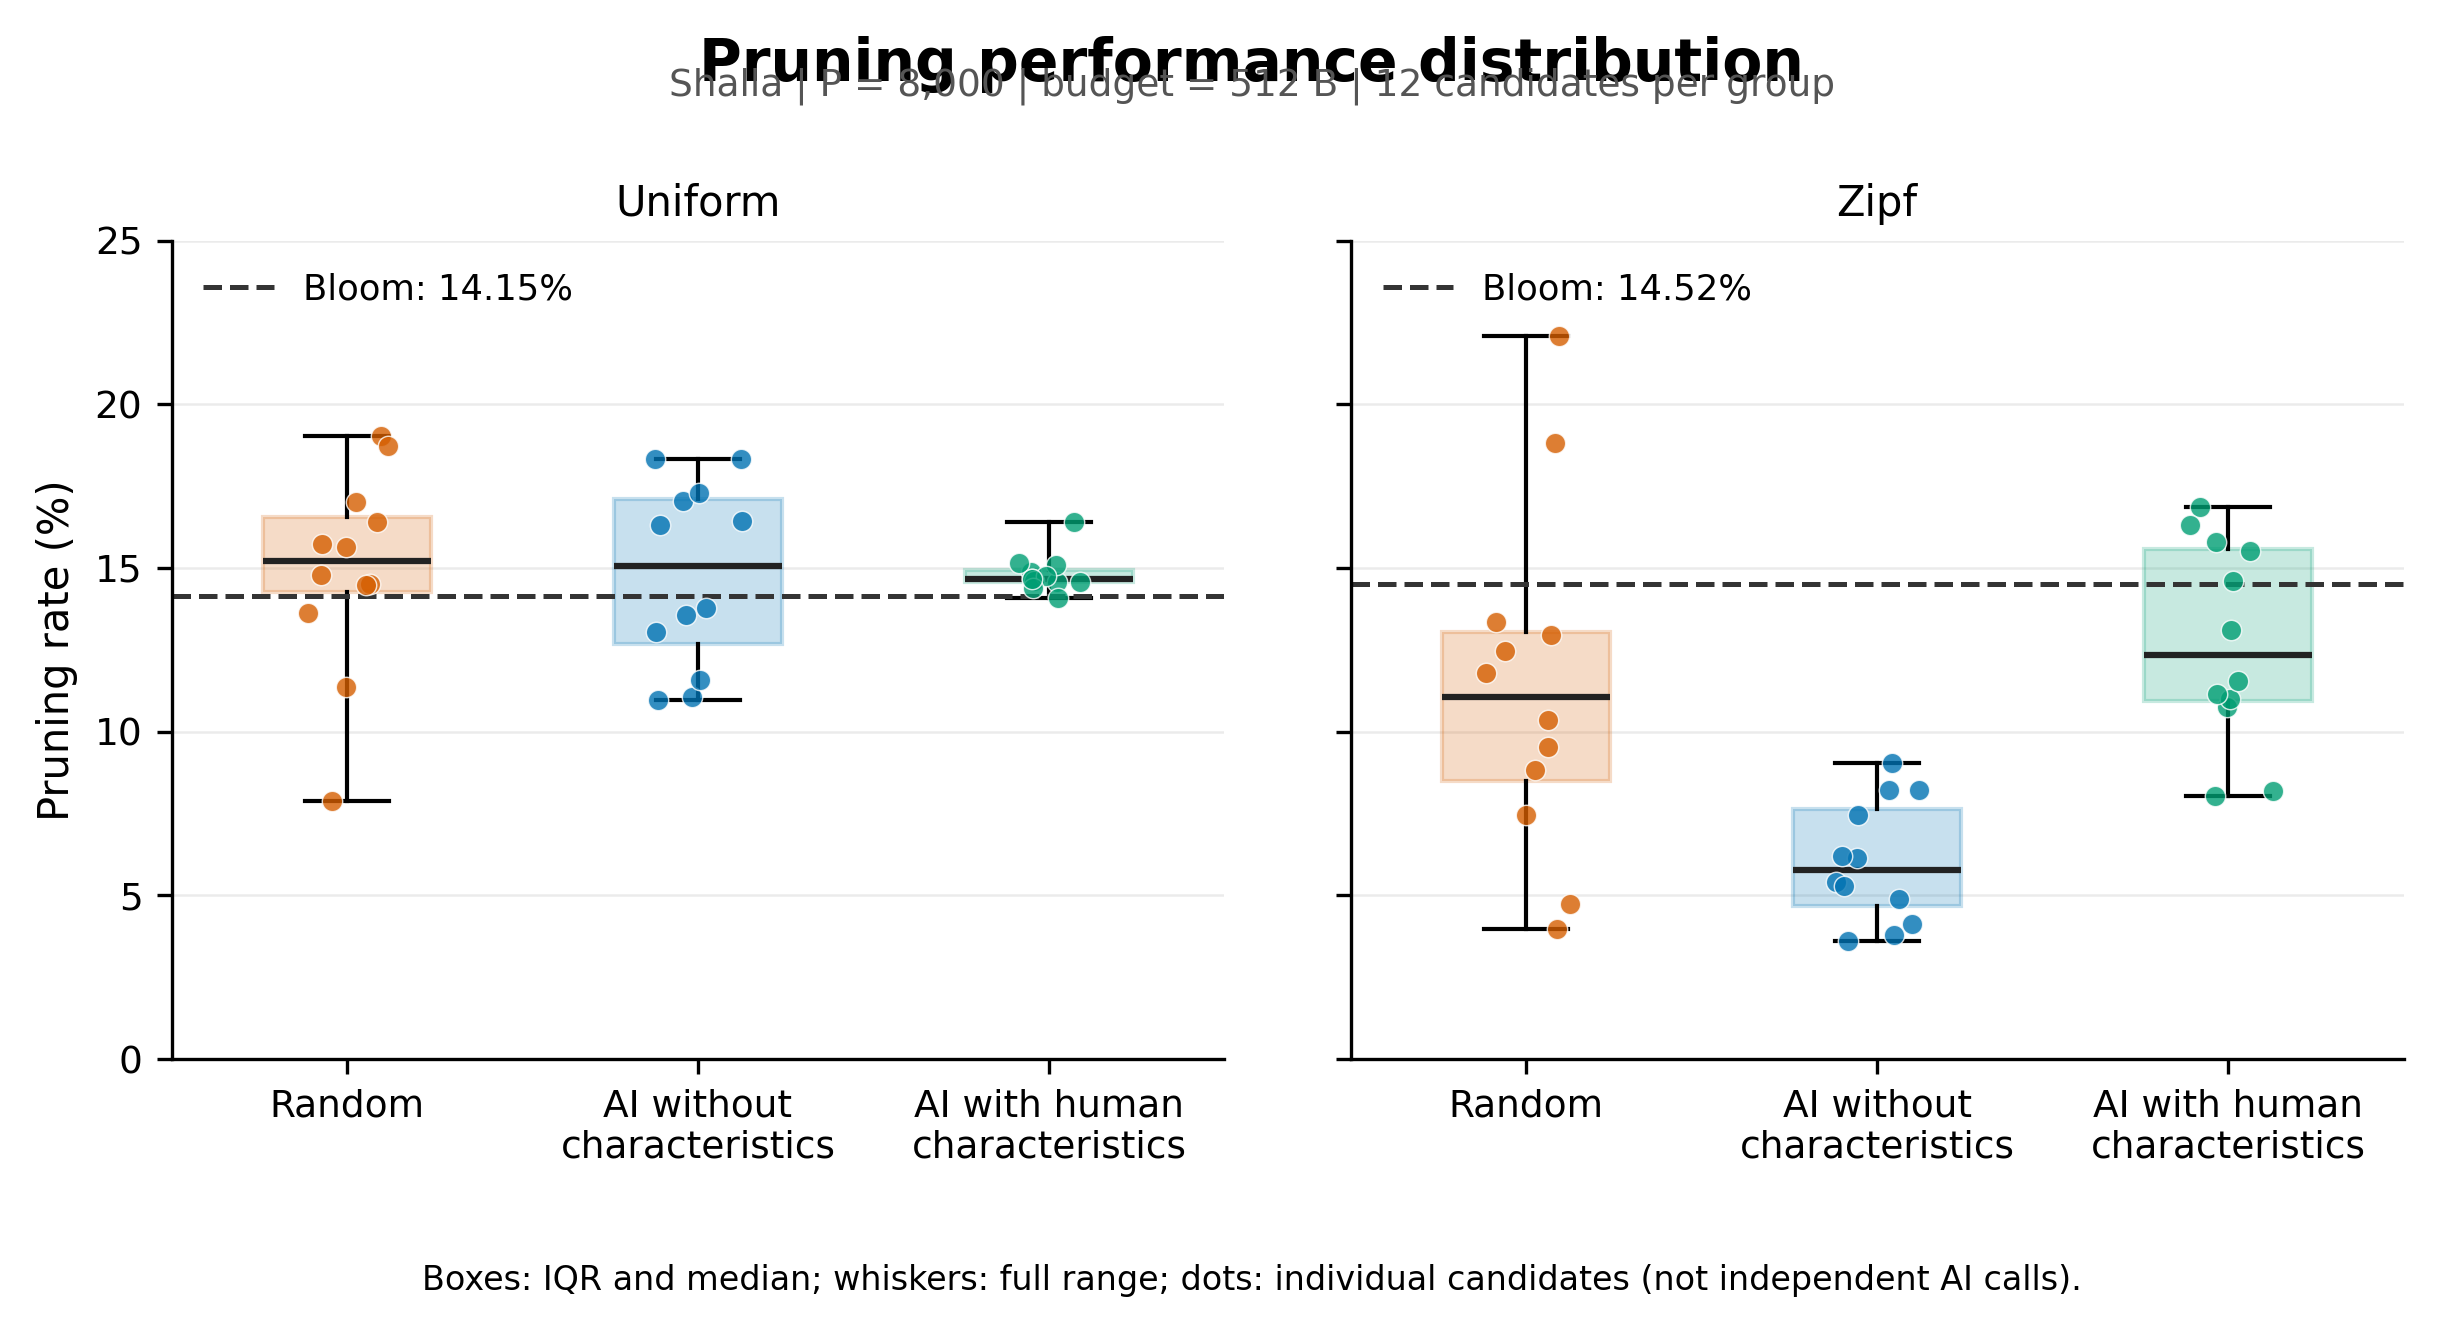 Pruning performance distribution
Shalla | P = 8,000 | budget = 512 B | 12 candidates per group
Uniform
Zipf
25
20
15
10
5
0
Pruning rate (%)
Bloom: 14.15%
Bloom: 14.52%
Random
AI without
characteristics
AI with human
characteristics
Random
AI without
characteristics
AI with human
characteristics
Boxes: IQR and median; whiskers: full range; dots: individual candidates (not independent AI calls).